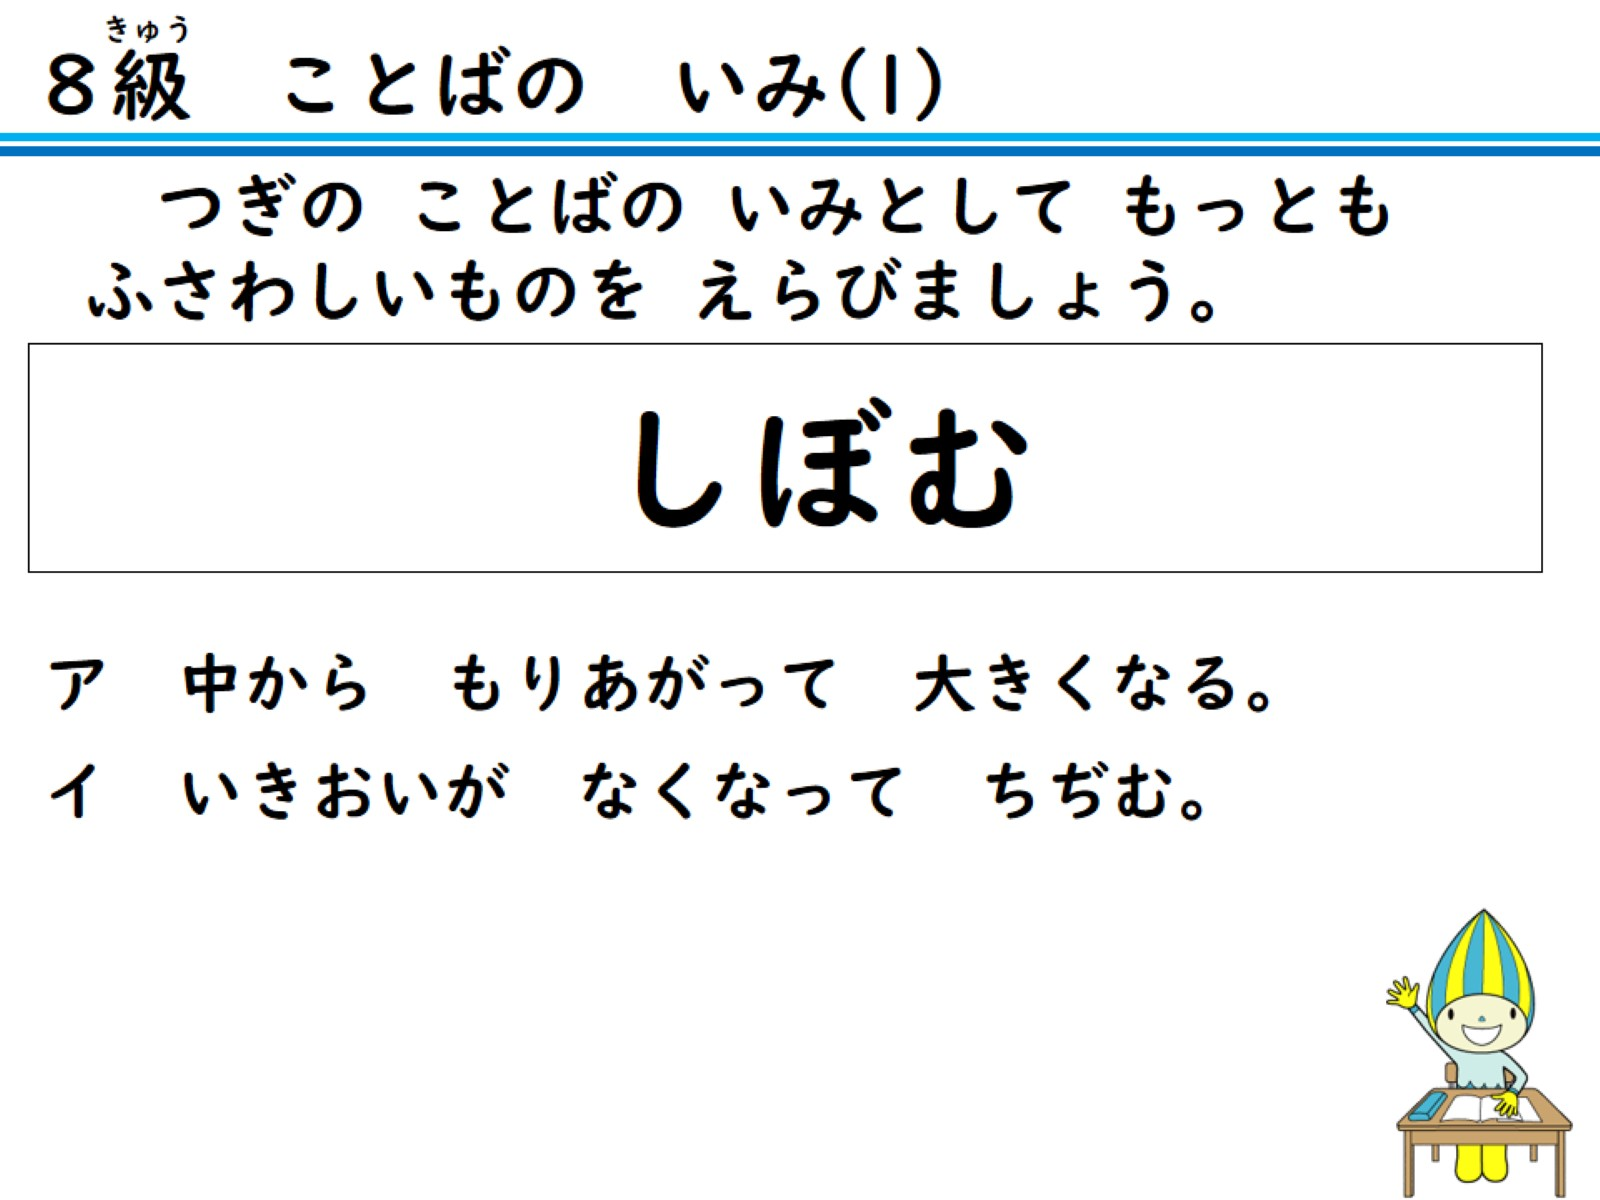 きゅう
8級　ことばの　いみ(1)
つぎの ことばの いみとして もっとも
ふさわしいものを えらびましょう。
しぼむ
ア　中から　もりあがって　大きくなる。
イ　いきおいが　なくなって　ちぢむ。